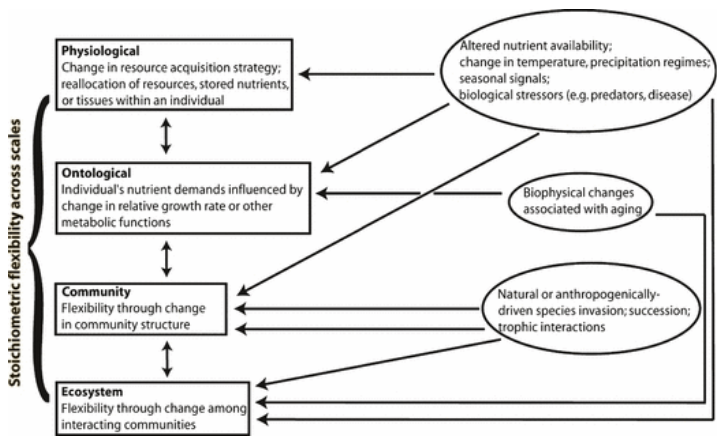 Stoichiometric flexibility across scales
Physiological
Change in resource acquisition strategy;
reallocation of resources, stored nutrients,
or tissues within an individual
Ontological
Individual's nutrient demands influenced by
change in relative growth rate or other
metabolic functions
Community
Flexibility through change
in community structure
Ecosystem
Flexibility through change among
interacting communities
Altered nutrient availability;
change in temperature, precipitation regimes;
seasonal signals;
biological stressors (e.g. predators, disease)
Biophysical changes
associated with aging
Natural or anthropogenically-
driven species invasion; succession;
trophic interactions